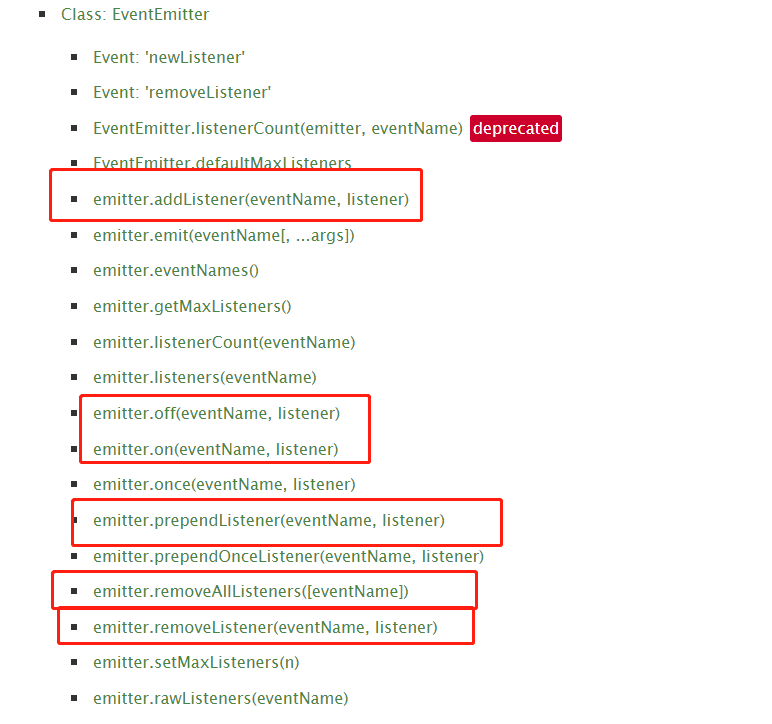 Class: EventEmitter
Event: 'newListener'
Event: 'removeListener'
EventEmitter.listenerCount(emitter, eventName) deprecated
EventEmitter.defaultMaxListeners
emitter.addListener(eventName, listener)
emitter.emit(eventName[, ...args])
emitter.eventNames()
emitter.getMaxListeners()
emitter.listenerCount(eventName)
emitter.listeners(eventName)
emitter.off(eventName, listener)
emitter.on(eventName, listener)
emitter.once(eventName, listener)
emitter.prependListener(eventName, listener)
emitter.prependOnceListener(eventName, listener)
emitter.removeAllListeners([eventName])
emitter.removeListener(eventName, listener)
emitter.setMaxListeners(n)
emitter.rawListeners(eventName)